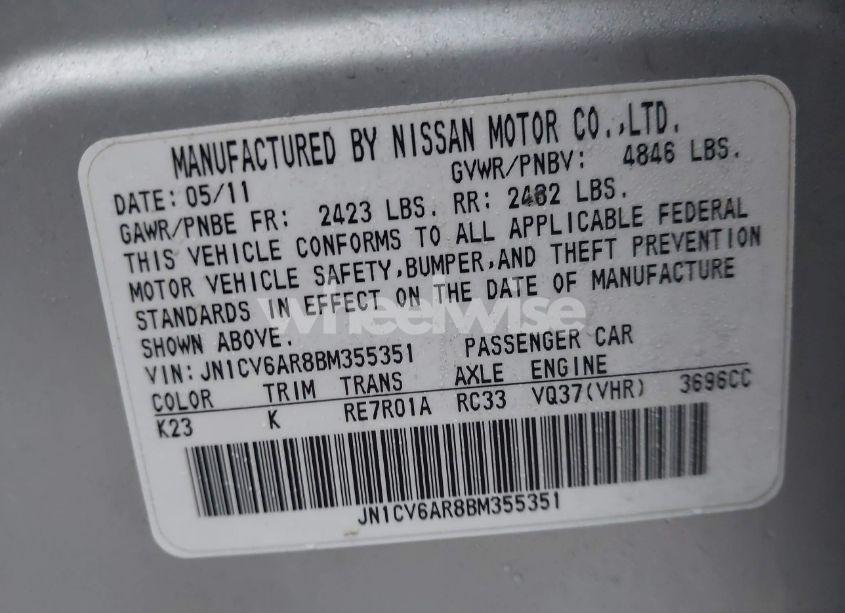 MANUFACTURED BY NISSAN MOTOR CO.,LTD.
DATE: 05/11 GVWR/PNBV: 4846 LBS.
GAWR/PNBE FR: 2423 LBS. RR: 2482 LBS.
THIS VEHICLE CONFORMS TO ALL APPLICABLE FEDERAL
MOTOR VEHICLE SAFETY,BUMPER,AND THEFT PREVENTION
STANDARDS IN EFFECT ON THE DATE OF MANUFACTURE
SHOWN ABOVE.
VIN:JN1CV6AR8BM355351 PASSENGER CAR
COLOR TRIM TRANS AXLE ENGINE
K23 K RE7R01A RC33 VQ37(VHR) 3696CC
JN1CV6AR8BM355351
wheelwise